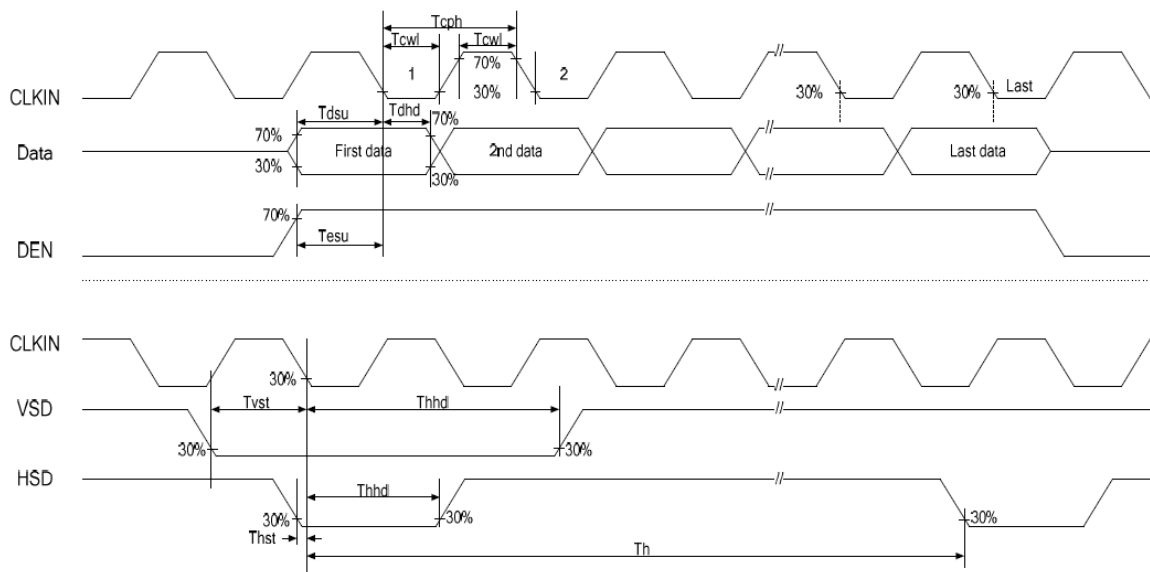 Tcph
Tcwl Tcwl
CLKIN 1 70% 30% 2 // 30% 30% Last
Tdsu Tdhd
70% 70%
Data First data 2nd data // Last data
30% 30%
70% //
DEN Tesu
CLKIN
30% //
VSD Tvst Thhd //
30% 30%
HSD Thhd //
30% 30% 30%
Thst
Th